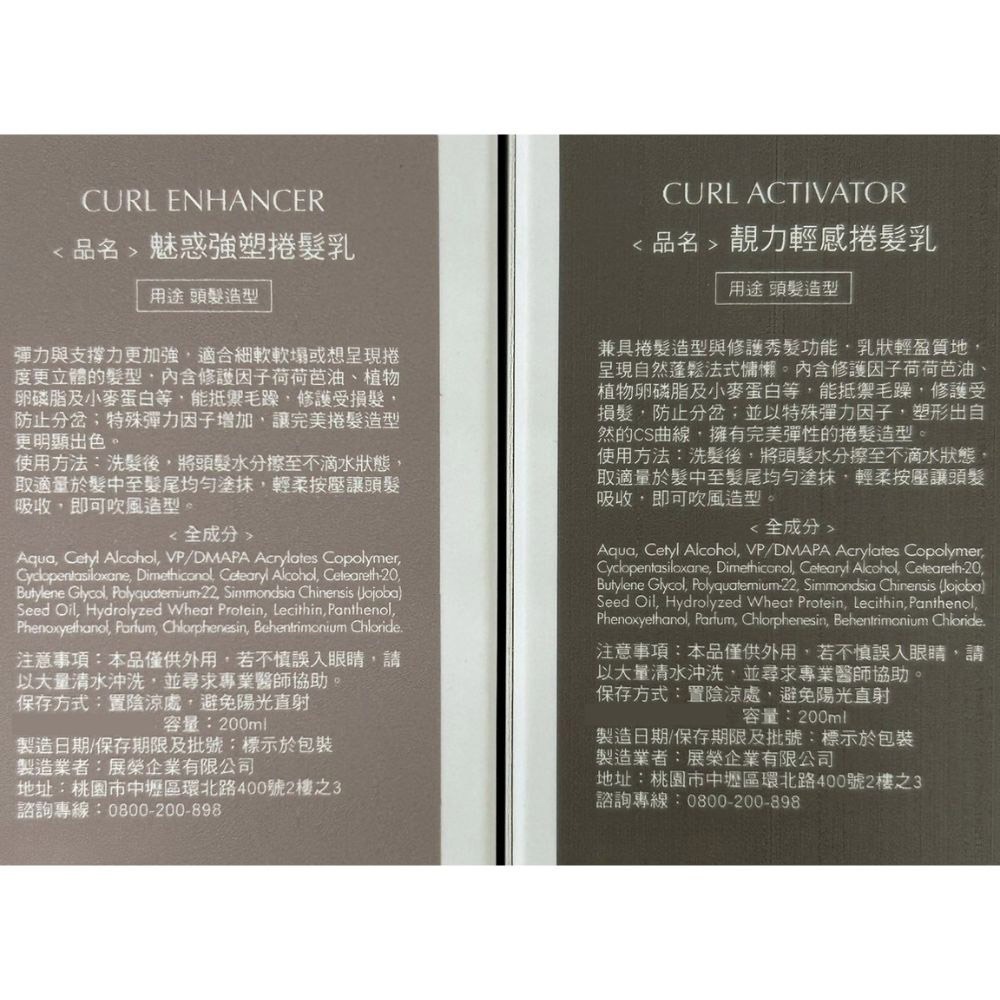 CURL ENHANCER
<品名> 魅惑強塑捲髮乳
用途 頭髮造型
彈力與支撐力更加強，適合細軟軟塌或想呈現捲
度更立體的髮型，內含修護因子荷荷芭油、植物
卵磷脂及小麥蛋白等，能抵禦毛躁，修護受損髮，
防止分岔；特殊彈力因子增加，讓完美捲髮造型
更明顯出色。
使用方法：洗髮後，將頭髮水分擦至不滴水狀態，
取適量於髮中至髮尾均勻塗抹，輕柔按壓讓頭髮
吸收，即可吹風造型。
<全成分>
Aqua, Cetyl Alcohol, VP/DMAPA Acrylates Copolymer,
Cyclopentasiloxane, Dimethiconol, Cetearyl Alcohol, Ceteareth-20,
Butylene Glycol, Polyquaternium-22, Simmondsia Chinensis (Jojoba)
Seed Oil, Hydrolyzed Wheat Protein, Lecithin,Panthenol,
Phenoxyethanol, Parfum, Chlorphenesin, Behentrimonium Chloride.
注意事項：本品僅供外用，若不慎誤入眼睛，請
以大量清水沖洗，並尋求專業醫師協助。
保存方式：置陰涼處，避免陽光直射
容量：200ml
製造日期/保存期限及批號：標示於包裝
製造業者：展榮企業有限公司
地址：桃園市中壢區環北路400號2樓之3
諮詢專線：0800-200-898
CURL ACTIVATOR
<品名> 靚力輕感捲髮乳
用途 頭髮造型
兼具捲髮造型與修護秀髮功能，乳狀輕盈質地，
呈現自然蓬鬆法式慵懶。內含修護因子荷荷芭油、
植物卵磷脂及小麥蛋白等，能抵禦毛躁，修護受
損髮，防止分岔；並以特殊彈力因子，塑形出自
然的CS曲線，擁有完美彈性的捲髮造型。
使用方法：洗髮後，將頭髮水分擦至不滴水狀態，
取適量於髮中至髮尾均勻塗抹，輕柔按壓讓頭髮
吸收，即可吹風造型。
<全成分>
Aqua, Cetyl Alcohol, VP/DMAPA Acrylates Copolymer,
Cyclopentasiloxane, Dimethiconol, Cetearyl Alcohol, Ceteareth-20,
Butylene Glycol, Polyquaternium-22, Simmondsia Chinensis (Jojoba)
Seed Oil, Hydrolyzed Wheat Protein, Lecithin,Panthenol,
Phenoxyethanol, Parfum, Chlorphenesin, Behentrimonium Chloride.
注意事項：本品僅供外用，若不慎誤入眼睛，請
以大量清水沖洗，並尋求專業醫師協助。
保存方式：置陰涼處，避免陽光直射
容量：200ml
製造日期/保存期限及批號：標示於包裝
製造業者：展榮企業有限公司
地址：桃園市中壢區環北路400號2樓之3
諮詢專線：0800-200-898